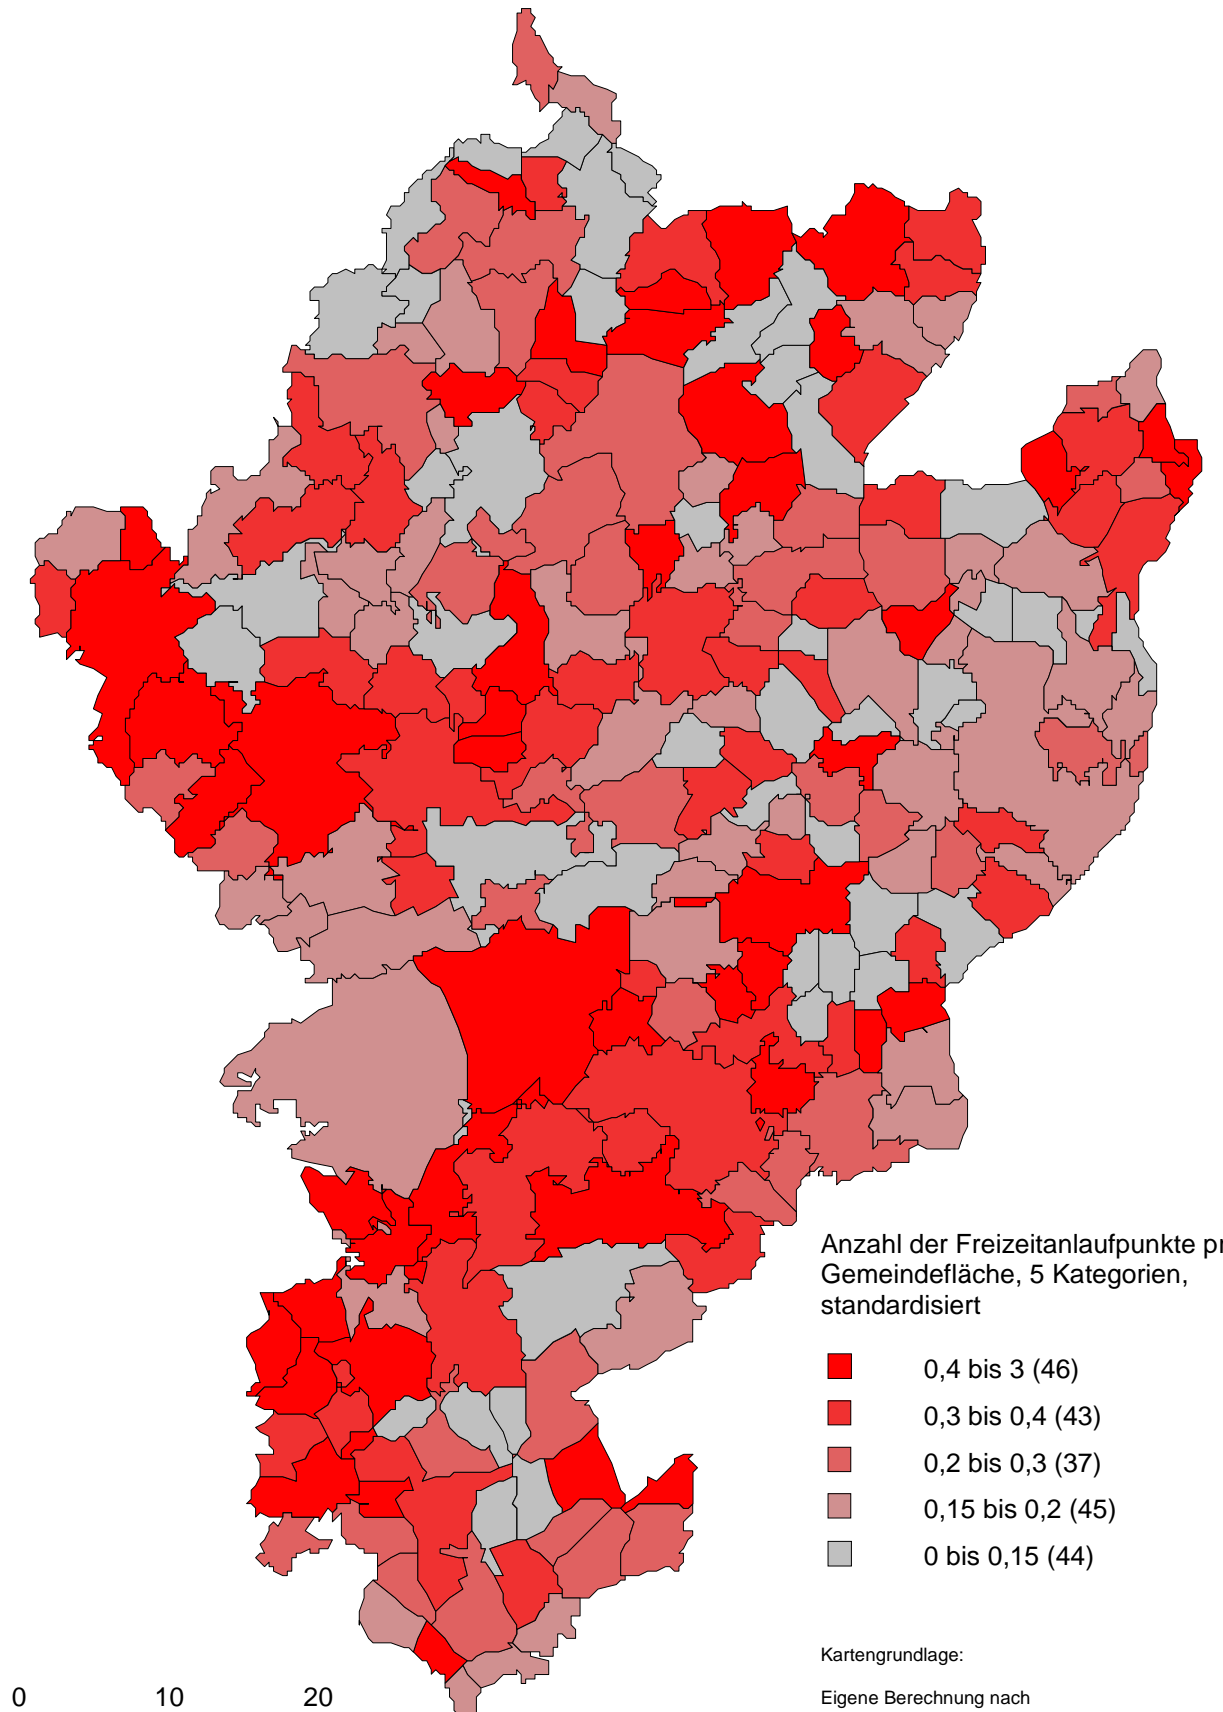 Anzahl der Freizeitanlaufpunkte
Gemeindefläche, 5 Kategorien,
standardisiert
0,4 bis 3 (46)
0,3 bis 0,4 (43)
0,2 bis 0,3 (37)
0,15 bis 0,2 (45)
0 bis 0,15 (44)
Kartengrundlage:
0 10 20
Eigene Berechnung nach